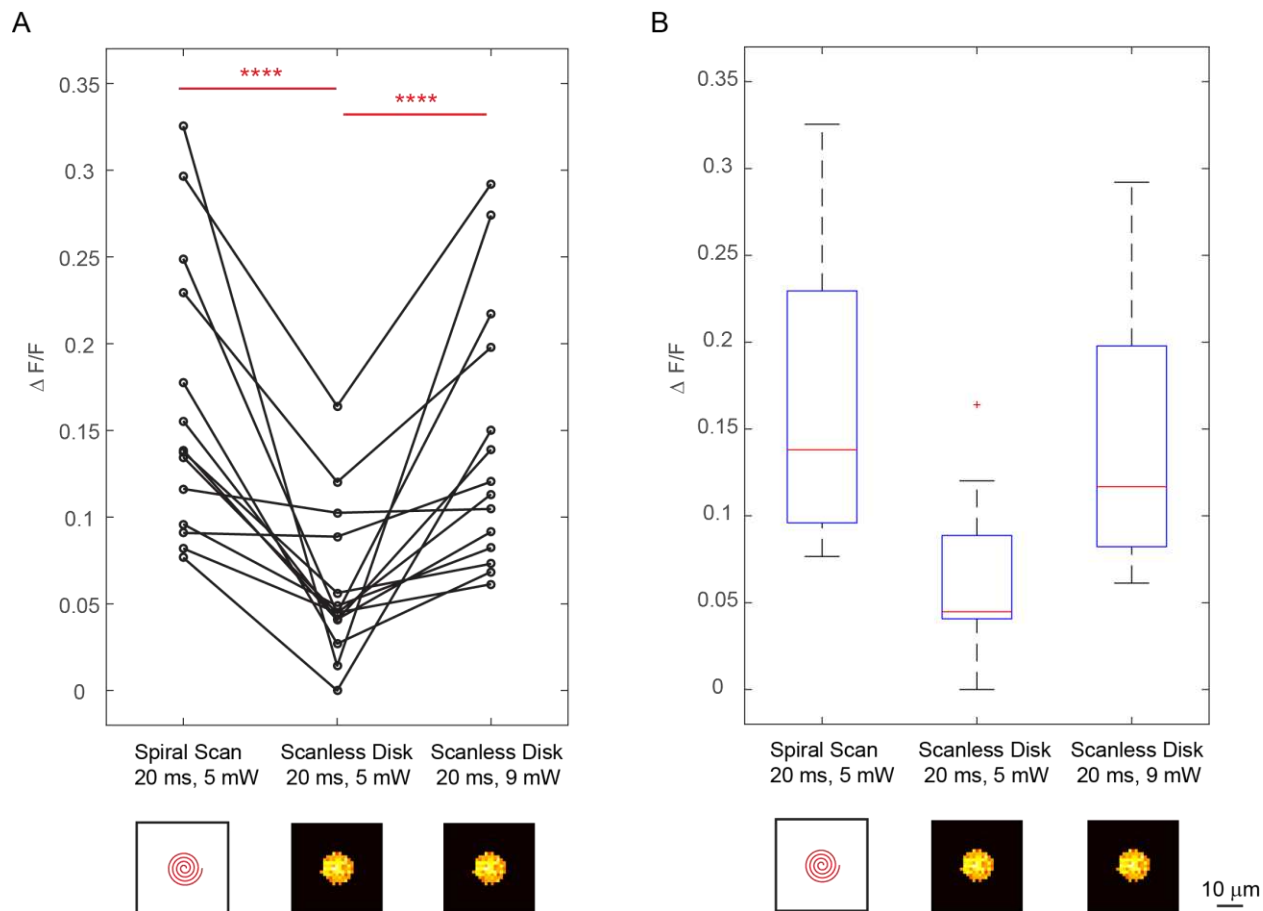 A
****
****
0.35
0.3
0.25
0.2
0.15
0.1
0.05
0
Δ F/F
Spiral Scan
20 ms, 5 mW
Scanless Disk
20 ms, 5 mW
Scanless Disk
20 ms, 9 mW
B
0.35
0.3
0.25
0.2
0.15
0.1
0.05
0
Δ F/F
Spiral Scan
20 ms, 5 mW
Scanless Disk
20 ms, 5 mW
Scanless Disk
20 ms, 9 mW
10 μm